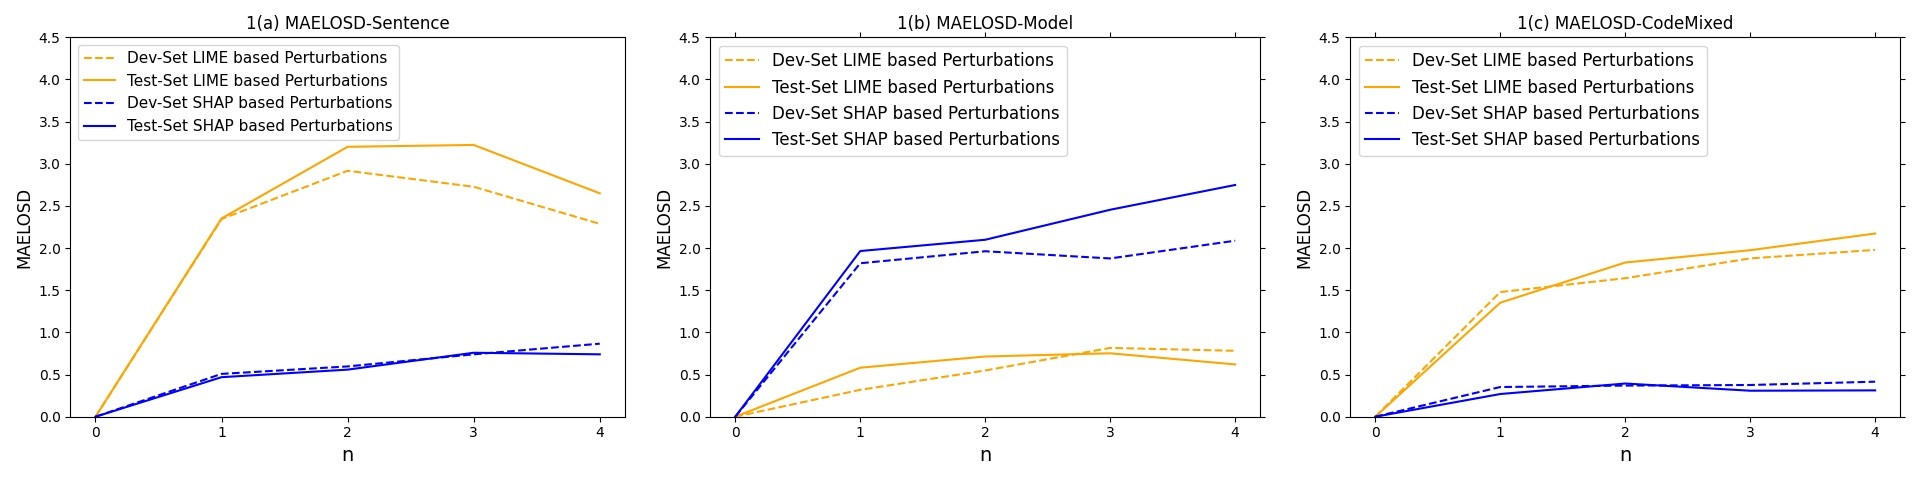 1(a) MAELOSD-Sentence
4.5
4.0
3.5
3.0
2.5
2.0
1.5
1.0
0.5
0.0
MAELOSD
Dev-Set LIME based Perturbations
Test-Set LIME based Perturbations
Dev-Set SHAP based Perturbations
Test-Set SHAP based Perturbations
0 1 2 3 4
n
1(b) MAELOSD-Model
4.5
4.0
3.5
3.0
2.5
2.0
1.5
1.0
0.5
0.0
MAELOSD
Dev-Set LIME based Perturbations
Test-Set LIME based Perturbations
Dev-Set SHAP based Perturbations
Test-Set SHAP based Perturbations
0 1 2 3 4
n
1(c) MAELOSD-CodeMixed
4.5
4.0
3.5
3.0
2.5
2.0
1.5
1.0
0.5
0.0
MAELOSD
Dev-Set LIME based Perturbations
Test-Set LIME based Perturbations
Dev-Set SHAP based Perturbations
Test-Set SHAP based Perturbations
0 1 2 3 4
n